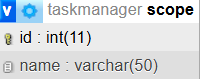 v taskmanager scope
id : int(11)
name : varchar(50)